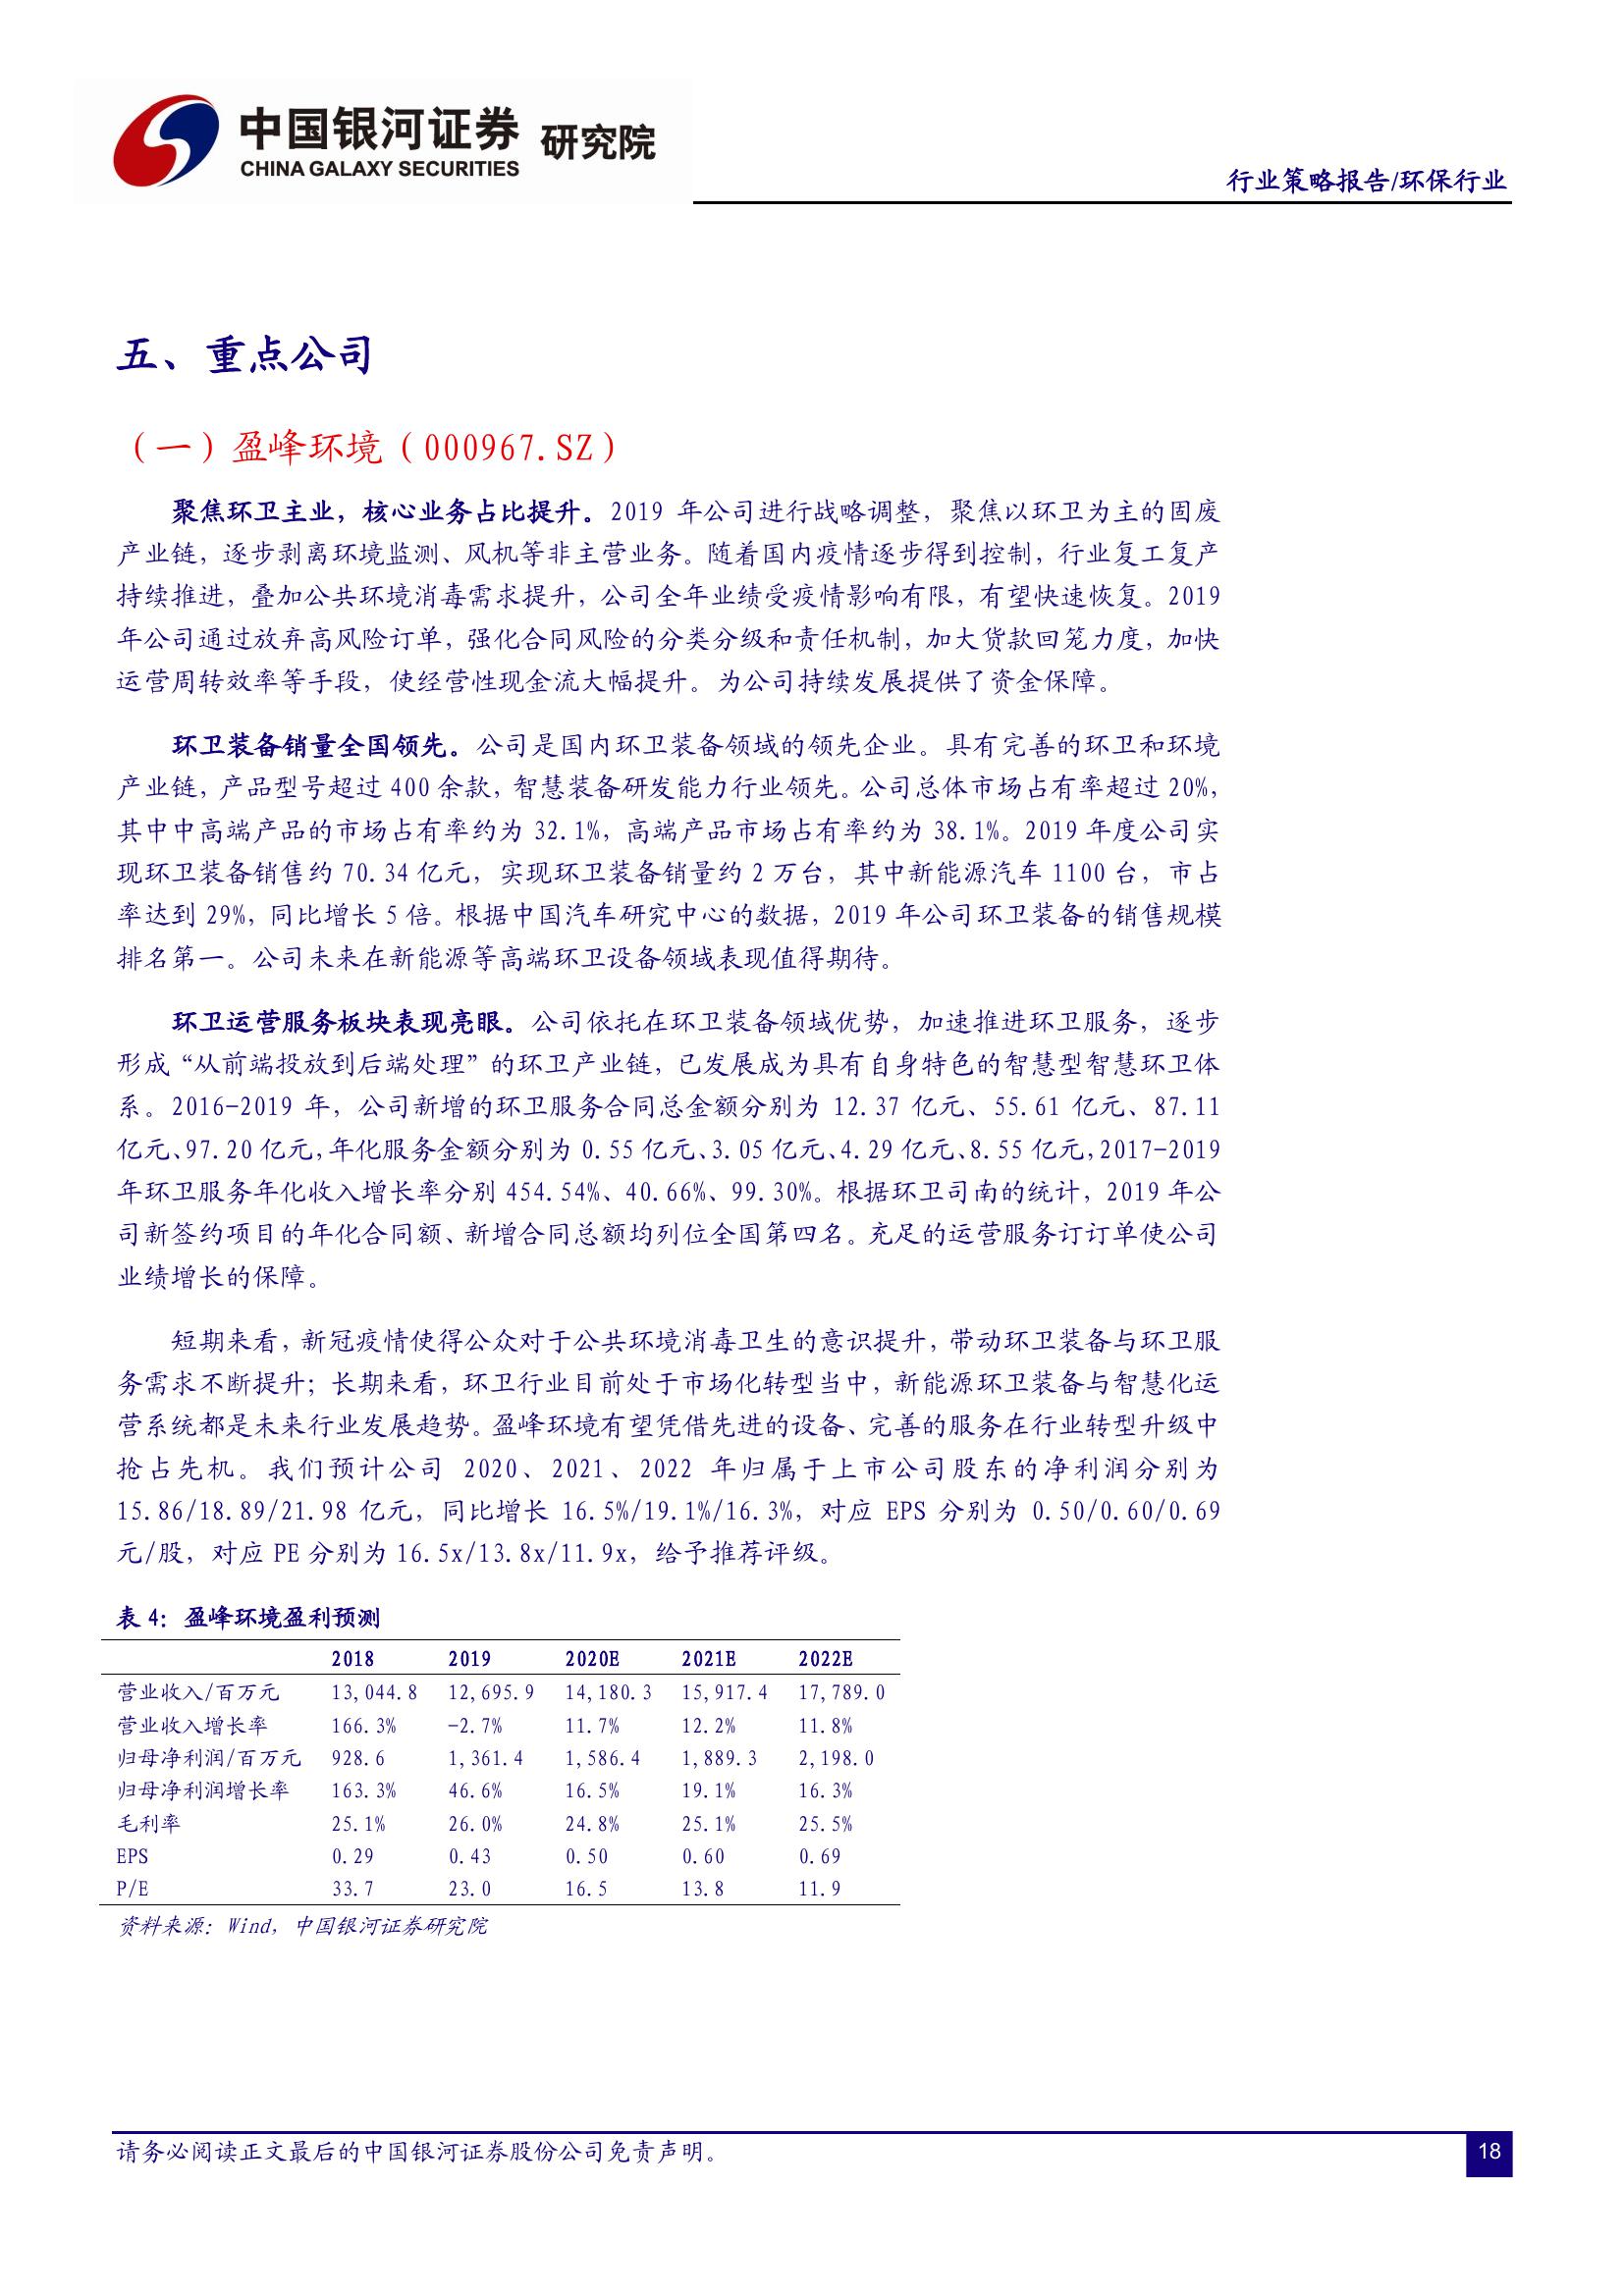 中国银河证券 研究院
CHINA GALAXY SECURITIES
行业策略报告/环保行业
五、重点公司
（一）盈峰环境（000967.SZ）
聚焦环卫主业，核心业务占比提升。2019 年公司进行战略调整，聚焦以环卫为主的固废
产业链，逐步剥离环境监测、风机等非主营业务。随着国内疫情逐步得到控制，行业复工复产
持续推进，叠加公共环境消毒需求提升，公司全年业绩受疫情影响有限，有望快速恢复。2019
年公司通过放弃高风险订单，强化合同风险的分类分级和责任机制，加大货款回笼力度，加快
运营周转效率等手段，使经营性现金流大幅提升。为公司持续发展提供了资金保障。
环卫装备销量全国领先。公司是国内环卫装备领域的领先企业。具有完善的环卫和环境
产业链，产品型号超过 400 余款，智慧装备研发能力行业领先。公司总体市场占有率超过 20%，
其中中高端产品的市场占有率约为 32.1%，高端产品市场占有率约为 38.1%。2019 年度公司实
现环卫装备销售约 70.34 亿元，实现环卫装备销量约 2 万台，其中新能源汽车 1100 台，市占
率达到 29%，同比增长 5 倍。根据中国汽车研究中心的数据，2019 年公司环卫装备的销售规模
排名第一。公司未来在新能源等高端环卫设备领域表现值得期待。
环卫运营服务板块表现亮眼。公司依托在环卫装备领域优势，加速推进环卫服务，逐步
形成“从前端投放到后端处理”的环卫产业链，已发展成为具有自身特色的智慧型智慧环卫体
系。2016-2019 年，公司新增的环卫服务合同总金额分别为 12.37 亿元、55.61 亿元、87.11
亿元、97.20 亿元，年化服务金额分别为 0.55 亿元、3.05 亿元、4.29 亿元、8.55 亿元，2017-2019
年环卫服务年化收入增长率分别 454.54%、40.66%、99.30%。根据环卫司南的统计，2019 年公
司新签约项目的年化合同额、新增合同总额均列位全国第四名。充足的运营服务订订单使公司
业绩增长的保障。
短期来看，新冠疫情使得公众对于公共环境消毒卫生的意识提升，带动环卫装备与环卫服
务需求不断提升；长期来看，环卫行业目前处于市场化转型当中，新能源环卫装备与智慧化运
营系统都是未来行业发展趋势。盈峰环境有望凭借先进的设备、完善的服务在行业转型升级中
抢占先机。我们预计公司 2020、2021、2022 年归属于上市公司股东的净利润分别为
15.86/18.89/21.98 亿元，同比增长 16.5%/19.1%/16.3%，对应 EPS 分别为 0.50/0.60/0.69
元/股，对应 PE 分别为 16.5x/13.8x/11.9x，给予推荐评级。
表 4：盈峰环境盈利预测
2018 2019 2020E 2021E 2022E
营业收入/百万元 13,044.8 12,695.9 14,180.3 15,917.4 17,789.0
营业收入增长率 166.3% -2.7% 11.7% 12.2% 11.8%
归母净利润/百万元 928.6 1,361.4 1,586.4 1,889.3 2,198.0
归母净利润增长率 163.3% 46.6% 16.5% 19.1% 16.3%
毛利率 25.1% 26.0% 24.8% 25.1% 25.5%
EPS 0.29 0.43 0.50 0.60 0.69
P/E 33.7 23.0 16.5 13.8 11.9
资料来源：Wind，中国银河证券研究院
请务必阅读正文最后的中国银河证券股份公司免责声明。
18